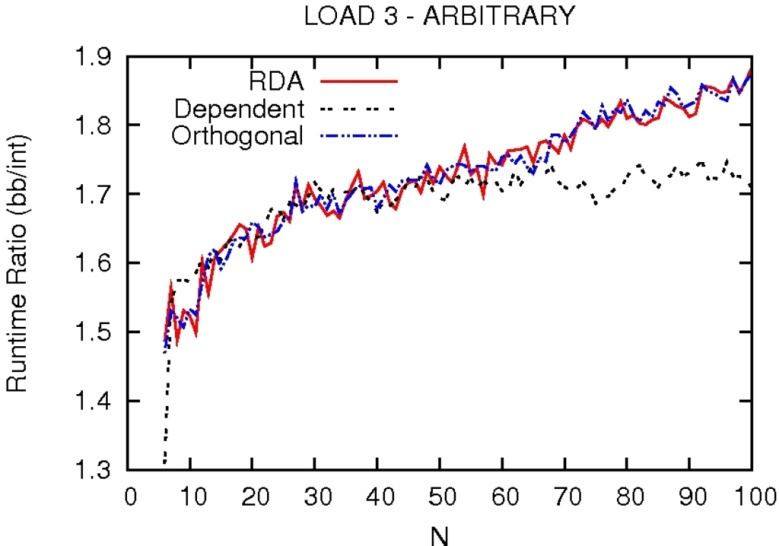 LOAD 3 - ARBITRARY
Runtime Ratio (bb/int)
1.9
1.8
1.7
1.6
1.5
1.4
1.3
RDA
Dependent
Orthogonal
0 10 20 30 40 50 60 70 80 90 100
N